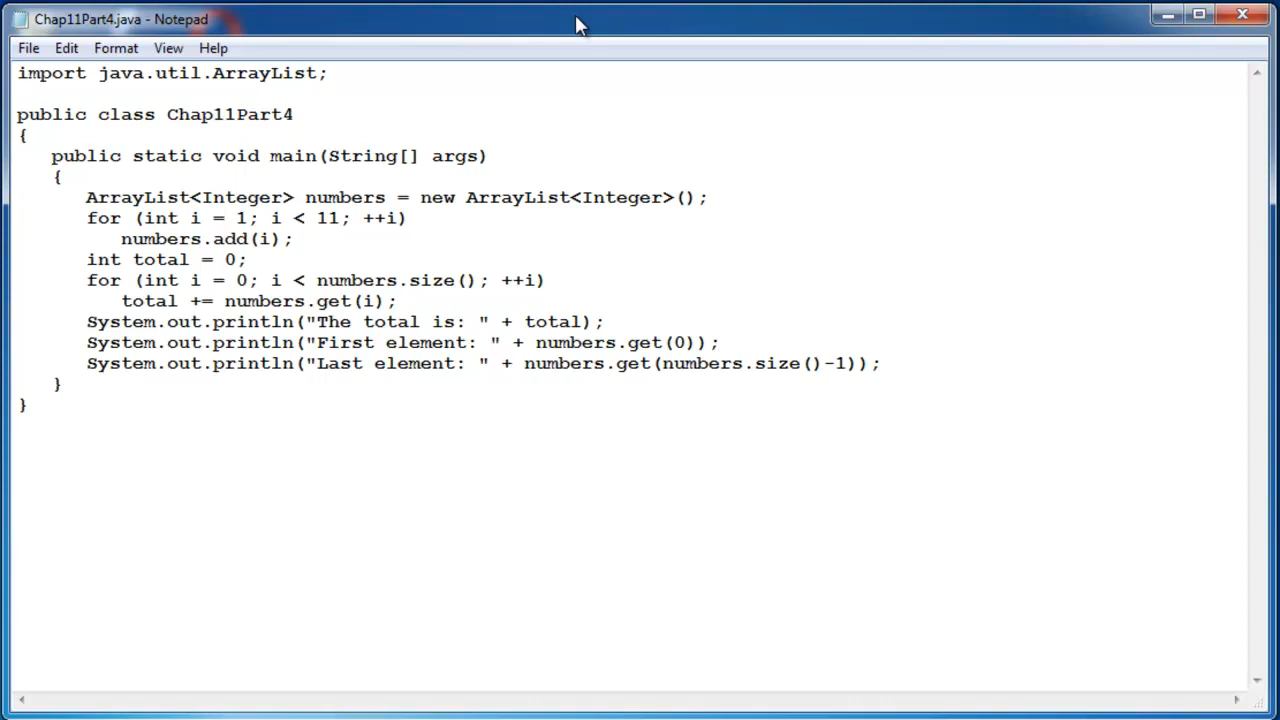 Chap11Part4.java - Notepad
File Edit Format View Help
import java.util.ArrayList;
public class Chap11Part4
{
public static void main(String[] args)
{
ArrayList<Integer> numbers = new ArrayList<Integer>();
for (int i = 1; i < 11; ++i)
numbers.add(i);
int total = 0;
for (int i = 0; i < numbers.size(); ++i)
total += numbers.get(i);
System.out.println("The total is: " + total);
System.out.println("First element: " + numbers.get(0));
System.out.println("Last element: " + numbers.get(numbers.size()-1));
}
}